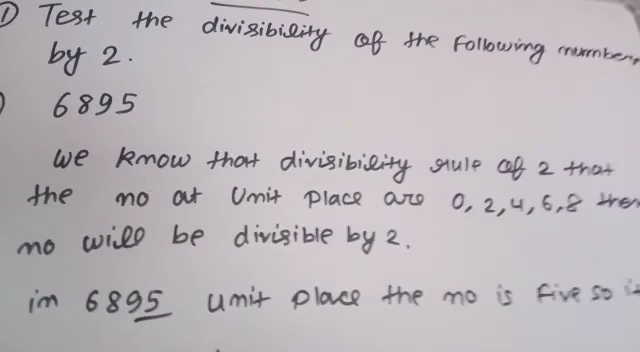 ① Test the divisibility of the following number
by 2.
6895
we know that divisibility rule of 2 that
the no at Unit place are 0, 2, 4, 6, 8 then
no will be divisible by 2.
in 6895 unit place the no is five so it